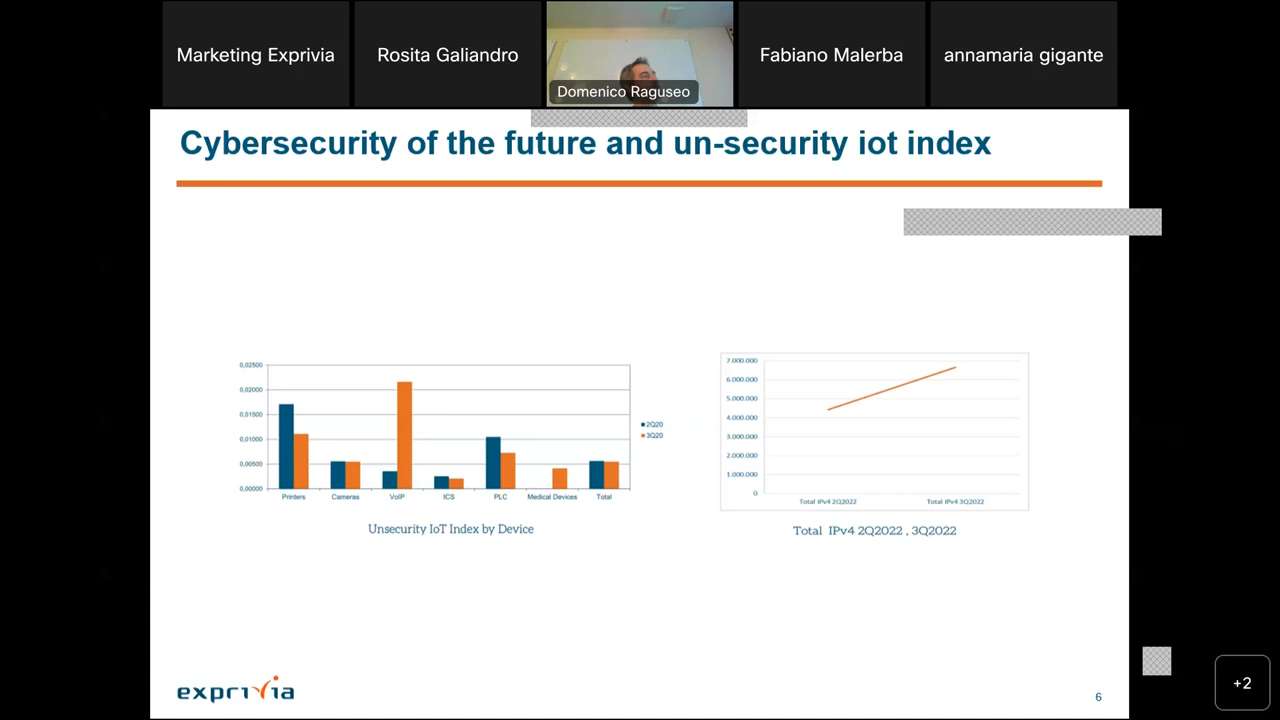 Marketing Exprivia
Rosita Galiandro
Domenico Raguseo
Fabiano Malerba
annamaria gigante
Cybersecurity of the future and un-security iot index
0,02500
0,02000
0,01500
0,01000
0,00500
0,00000
Printers Cameras VoIP ICS PLC Medical Devices Total
2Q20
3Q20
Unsecurity IoT Index by Device
7.000.000
6.000.000
5.000.000
4.000.000
3.000.000
2.000.000
1.000.000
0
Total IPv4 2Q2022 Total IPv4 3Q2022
Total IPv4 2Q2022 , 3Q2022
exprivia
6
+2